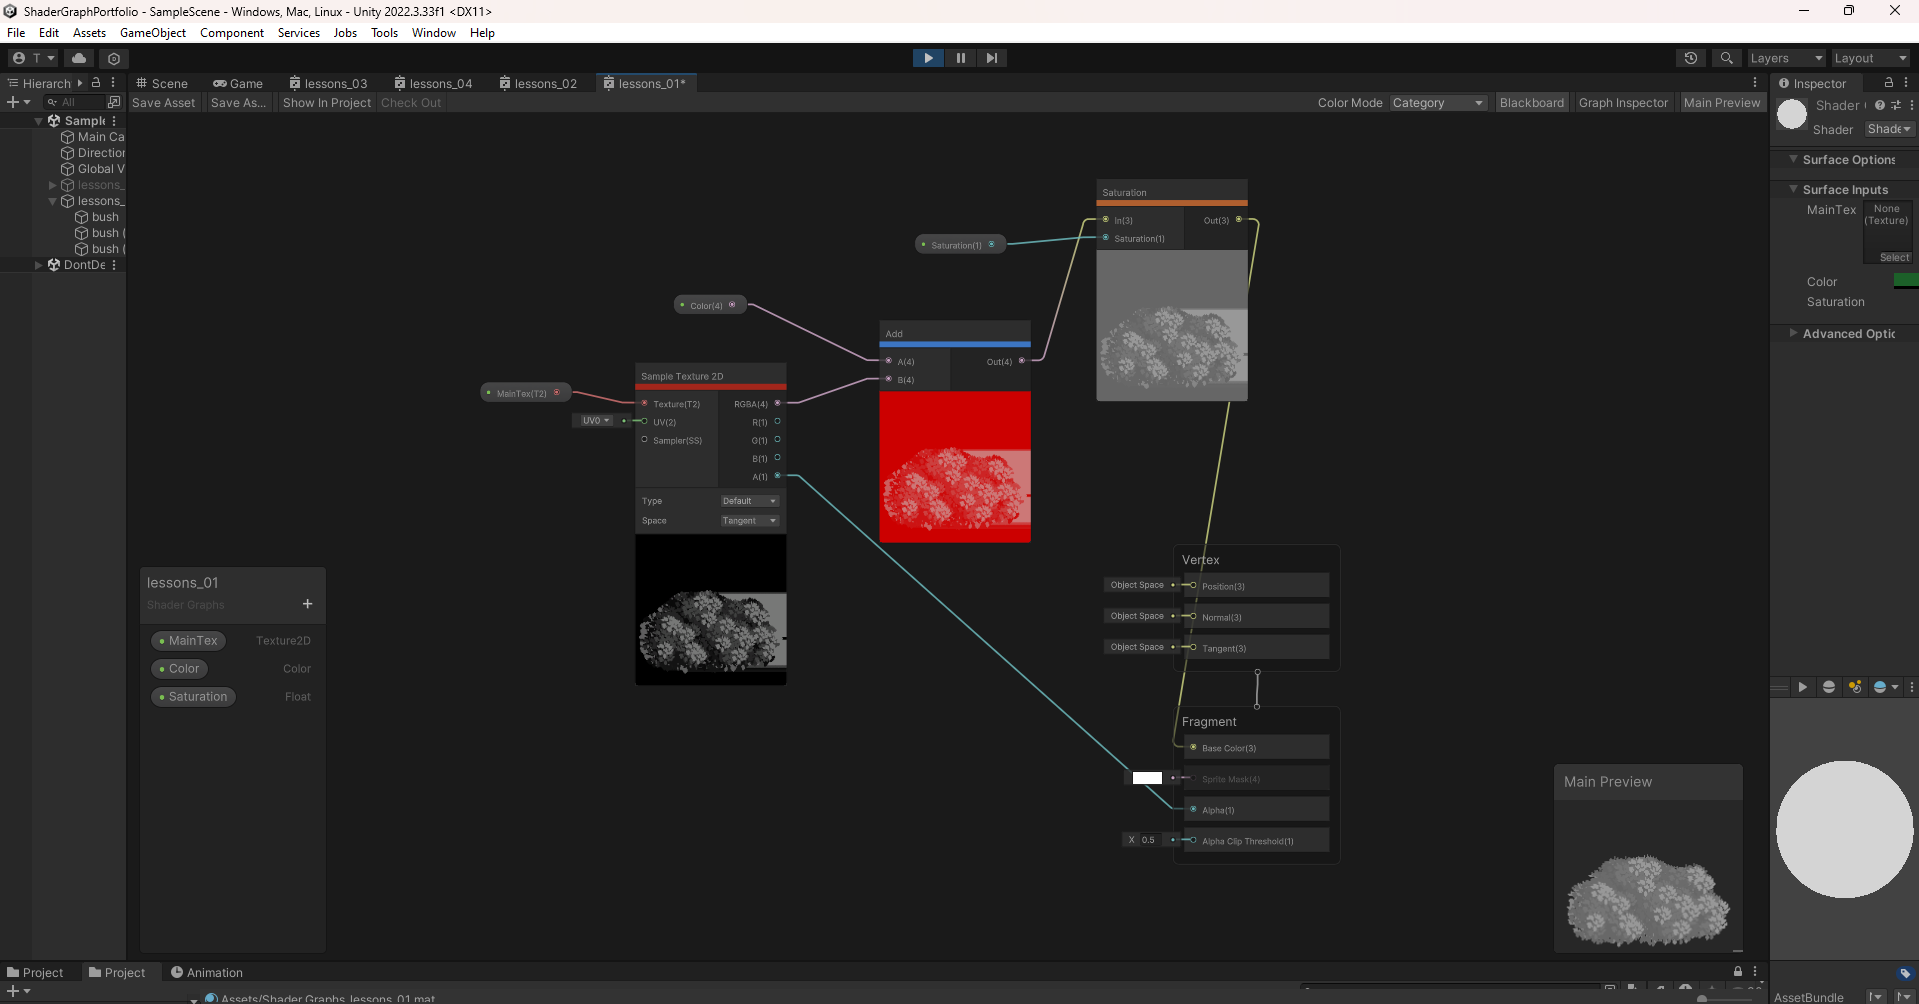 ShaderGraphPortfolio - SampleScene - Windows, Mac, Linux - Unity 2022.3.33f1 <DX11>
File Edit Assets GameObject Component Services Jobs Tools Window Help
T
Layers Layout
Hierarch
Scene Game lessons_03 lessons_04 lessons_02 lessons_01*
Inspector
All
Save Asset Save As... Show In Project Check Out
Color Mode Category Blackboard Graph Inspector Main Preview
Shader
Shader Shade
Sample
Main Ca
Direction
Global V
lessons_
lessons_
bush
bush (
bush (
DontDe
Surface Options
Surface Inputs
MainTex
None
(Texture)
Select
Color
Saturation
Advanced Optic
Saturation
In(3) Out(3)
Saturation(1)
Saturation(1)
Color(4)
Add
A(4) Out(4)
B(4)
MainTex(T2)
UV0
Sample Texture 2D
Texture(T2) RGBA(4)
UV(2) R(1)
Sampler(SS) G(1)
B(1)
A(1)
Type Default
Space Tangent
lessons_01
Shader Graphs
+
MainTex Texture2D
Color Color
Saturation Float
Vertex
Object Space Position(3)
Object Space Normal(3)
Object Space Tangent(3)
Fragment
Base Color(3)
Sprite Mask(4)
Alpha(1)
X 0.5 Alpha Clip Threshold(1)
Main Preview
Project Project Animation
Assets/Shader Graphs_lessons_01.mat
AssetBundle